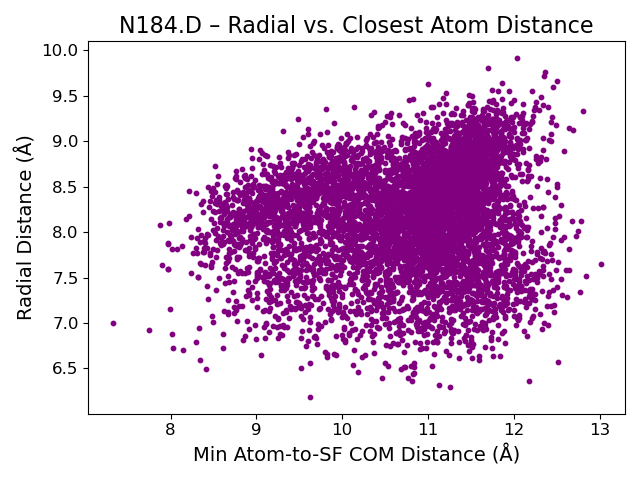 N184.D – Radial vs. Closest Atom Distance
Radial Distance (Å)
10.0
9.5
9.0
8.5
8.0
7.5
7.0
6.5
8 9 10 11 12 13
Min Atom-to-SF COM Distance (Å)